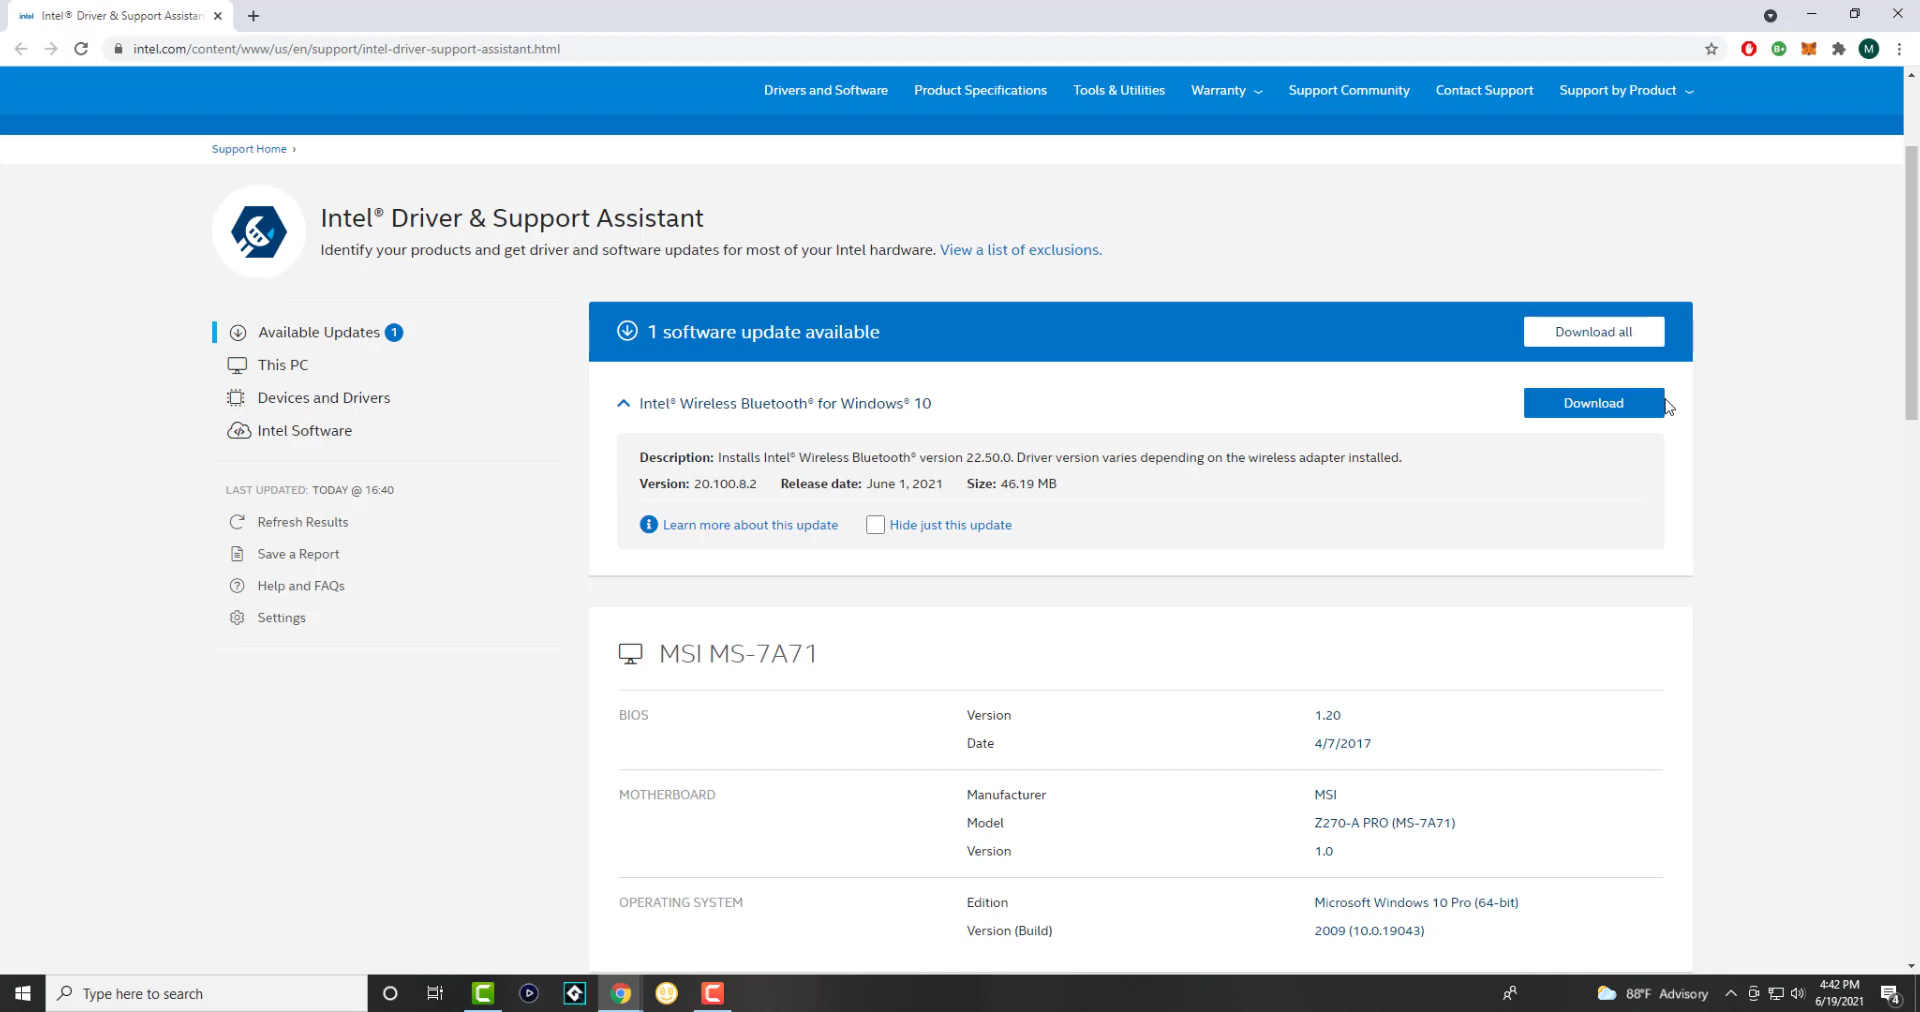 intel Intel® Driver & Support Assistan
intel.com/content/www/us/en/support/intel-driver-support-assistant.html
B+
M
Drivers and Software Product Specifications Tools & Utilities Warranty Support Community Contact Support Support by Product
Support Home ›
Intel® Driver & Support Assistant
Identify your products and get driver and software updates for most of your Intel hardware. View a list of exclusions.
Available Updates 1
This PC
Devices and Drivers
Intel Software
LAST UPDATED: TODAY @ 16:40
Refresh Results
Save a Report
Help and FAQs
Settings
1 software update available
Download all
Intel® Wireless Bluetooth® for Windows® 10
Download
Description: Installs Intel® Wireless Bluetooth® version 22.50.0. Driver version varies depending on the wireless adapter installed.
Version: 20.100.8.2 Release date: June 1, 2021 Size: 46.19 MB
Learn more about this update Hide just this update
MSI MS-7A71
BIOS Version 1.20
Date 4/7/2017
MOTHERBOARD Manufacturer MSI
Model Z270-A PRO (MS-7A71)
Version 1.0
OPERATING SYSTEM Edition Microsoft Windows 10 Pro (64-bit)
Version (Build) 2009 (10.0.19043)
Type here to search
88°F Advisory
4:42 PM
6/19/2021
4